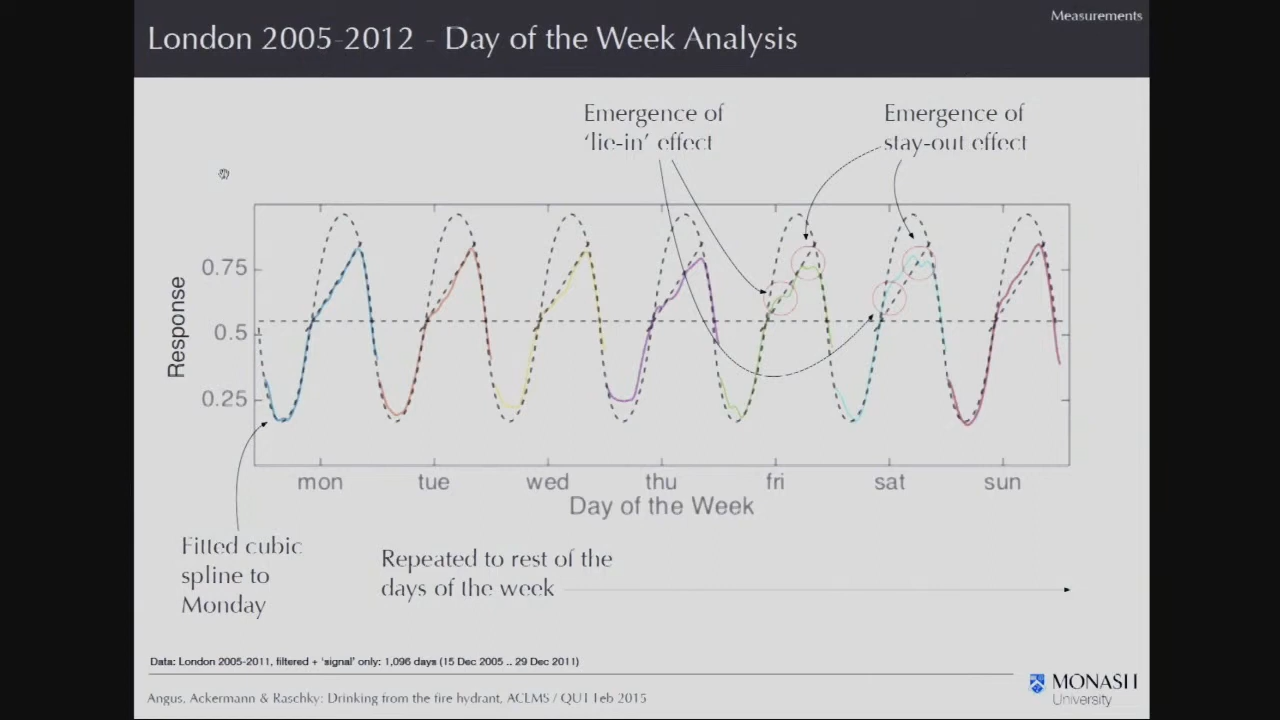 Measurements
London 2005-2012 - Day of the Week Analysis
Emergence of
'lie-in' effect
Emergence of
stay-out effect
Response
0.75
0.5
0.25
mon tue wed thu fri sat sun
Day of the Week
Fitted cubic
spline to
Monday
Repeated to rest of the
days of the week
Data: London 2005-2011, filtered + 'signal' only: 1,096 days (15 Dec 2005 .. 29 Dec 2011)
Angus, Ackermann & Raschky: Drinking from the fire hydrant, ACLMS / QUT Feb 2015
MONASH
University